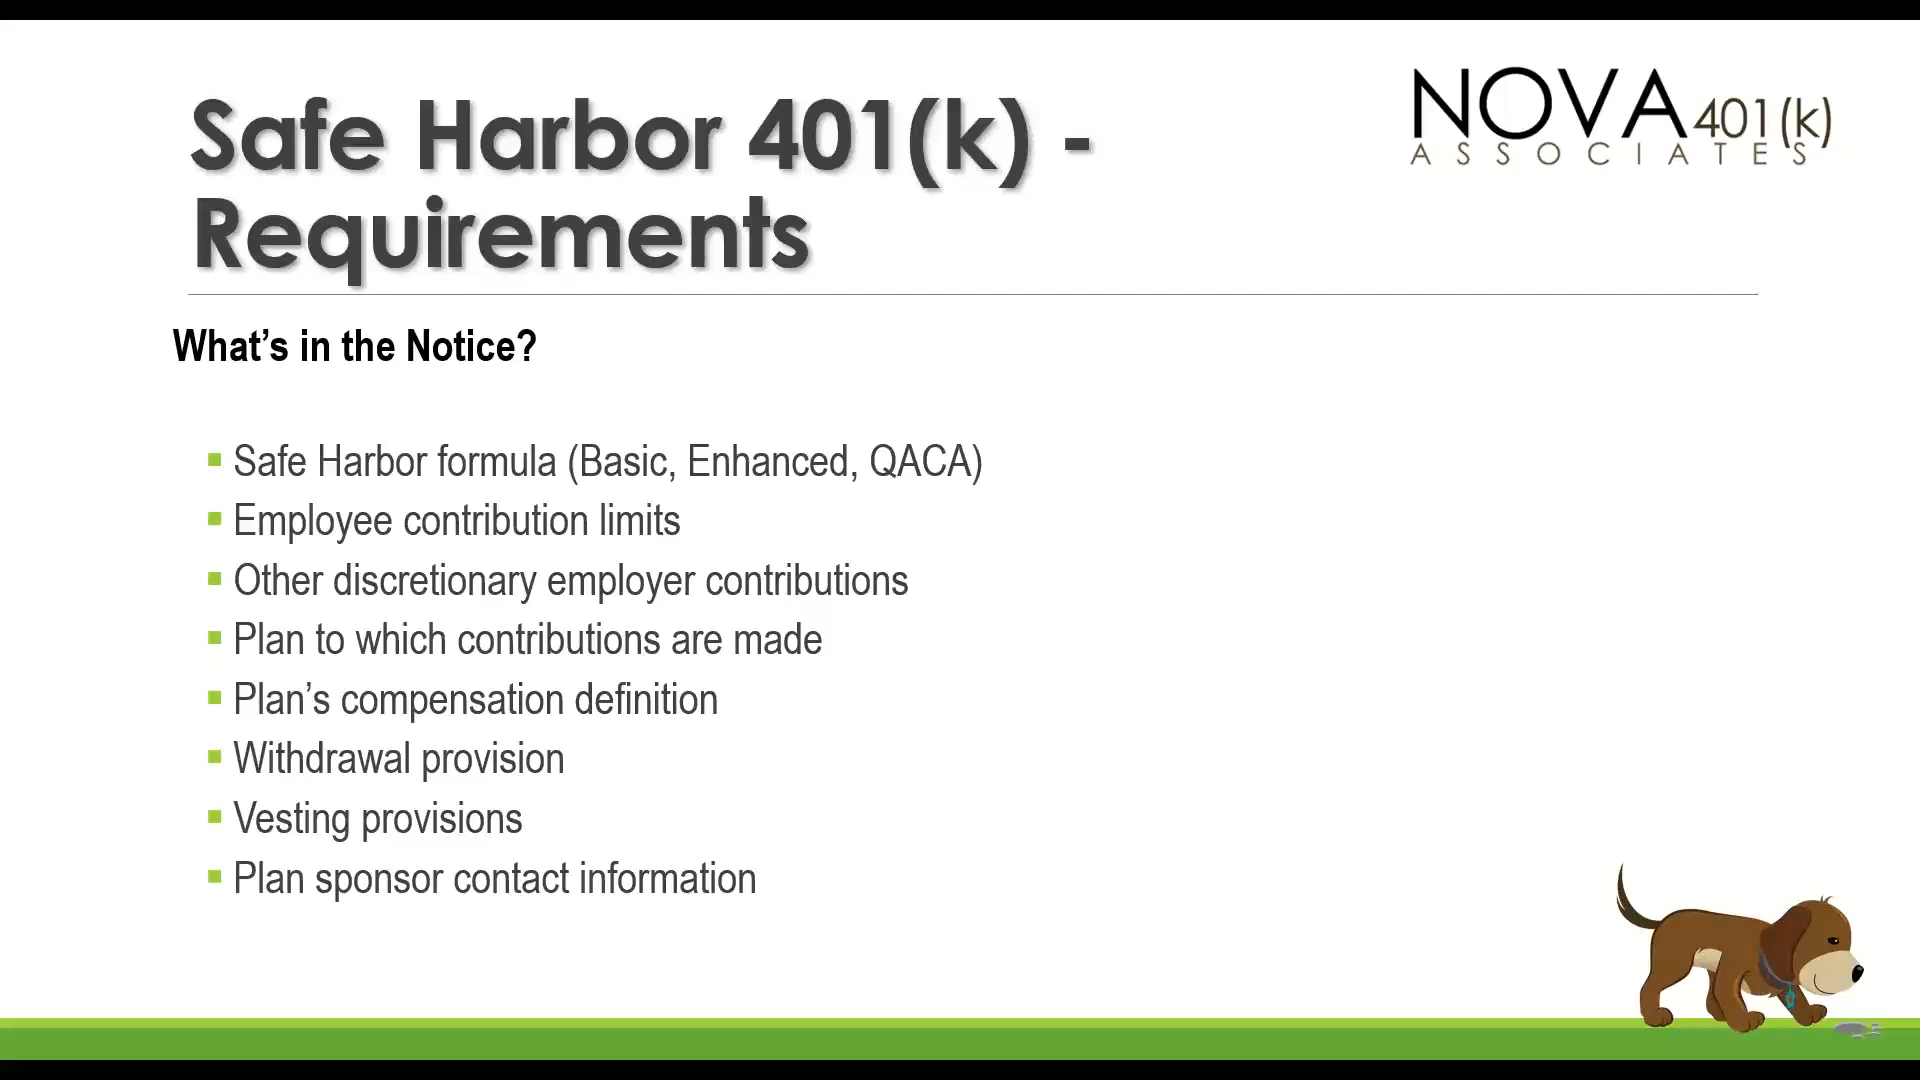 Safe Harbor 401(k) -
Requirements
NOVA 401(k)
ASSOCIATES
What’s in the Notice?
Safe Harbor formula (Basic, Enhanced, QACA)
Employee contribution limits
Other discretionary employer contributions
Plan to which contributions are made
Plan’s compensation definition
Withdrawal provision
Vesting provisions
Plan sponsor contact information